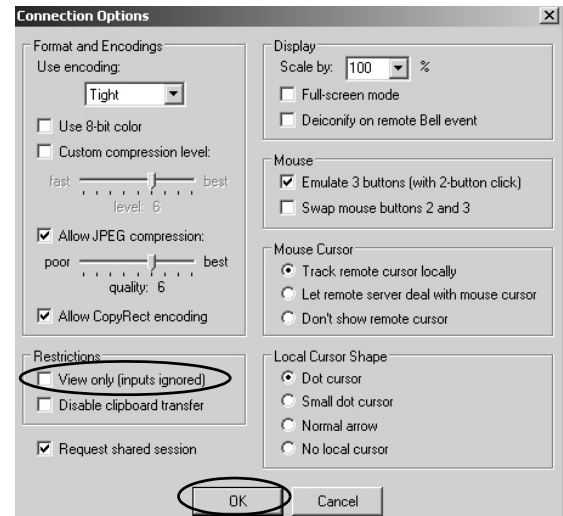 Connection Options
Format and Encodings
Use encoding:
Tight
Use 8-bit color
Custom compression level:
fast best
level: 6
Allow JPEG compression:
poor best
quality: 6
Allow CopyRect encoding
Restrictions
View only (inputs ignored)
Disable clipboard transfer
Request shared session
Display
Scale by: 100 %
Full-screen mode
Deiconify on remote Bell event
Mouse
Emulate 3 buttons (with 2-button click)
Swap mouse buttons 2 and 3
Mouse Cursor
Track remote cursor locally
Let remote server deal with mouse cursor
Don't show remote cursor
Local Cursor Shape
Dot cursor
Small dot cursor
Normal arrow
No local cursor
OK Cancel